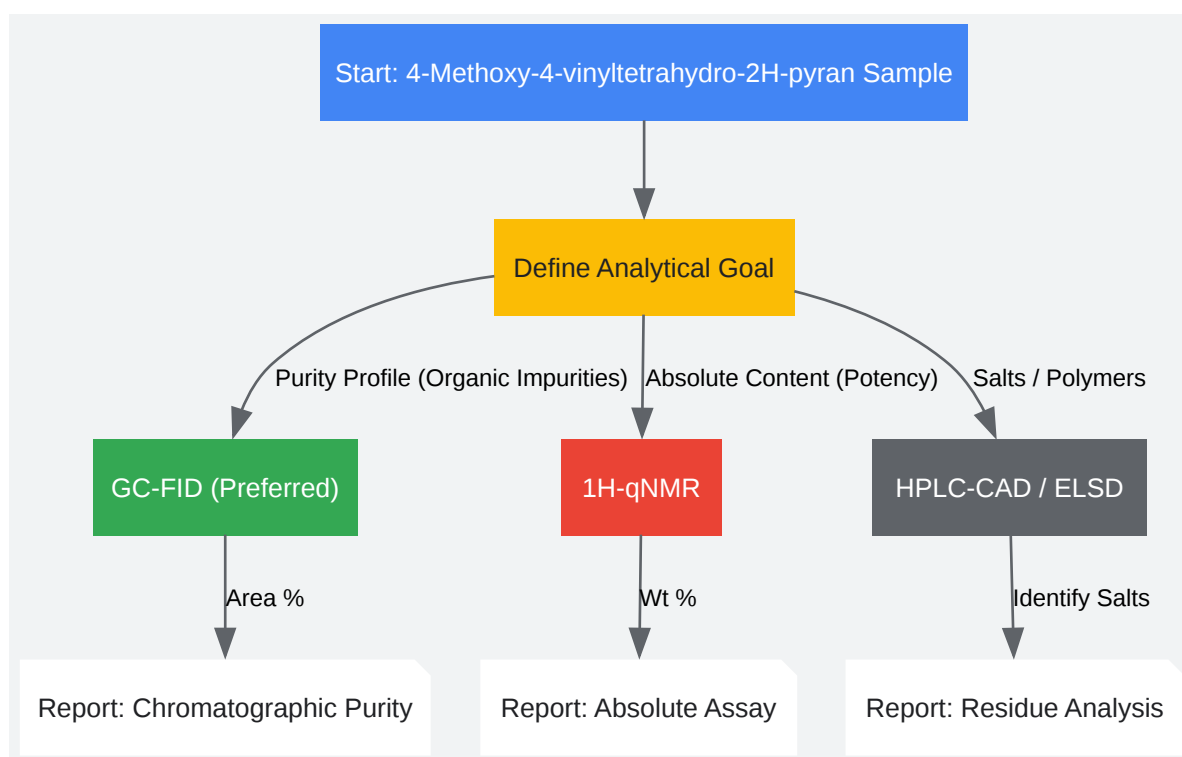 Start: 4-Methoxy-4-vinyltetrahydro-2H-pyran Sample
Define Analytical Goal
Purity Profile (Organic Impurities)
Absolute Content (Potency)
Salts / Polymers
GC-FID (Preferred)
1H-qNMR
HPLC-CAD / ELSD
Area %
Wt %
Identify Salts
Report: Chromatographic Purity
Report: Absolute Assay
Report: Residue Analysis